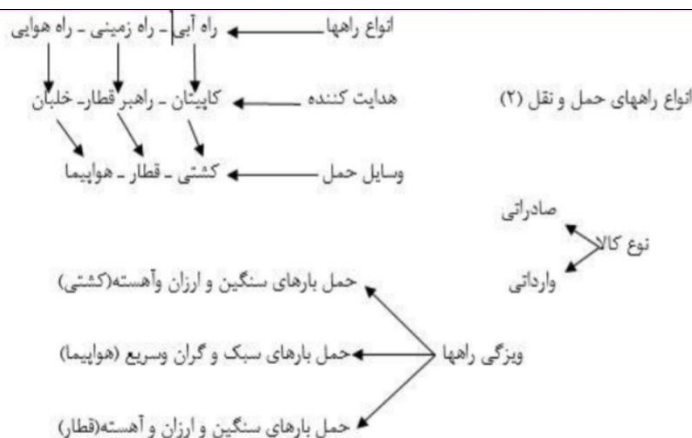 انواع راهها راه آبی - راه زمینی - راه هوایی
انواع راههای حمل و نقل (۲) هدایت کننده کاپیتان - راهبر قطار- خلبان
وسایل حمل کشتی - قطار - هواپیما
صادراتی
نوع کالا
وارداتی
حمل بارهای سنگین و ارزان وآهسته(کشتی)
ویزگی راهها حمل بارهای سبک و گران وسریع (هواپیما)
حمل بارهای سنگین و ارزان و آهسته(قطار)